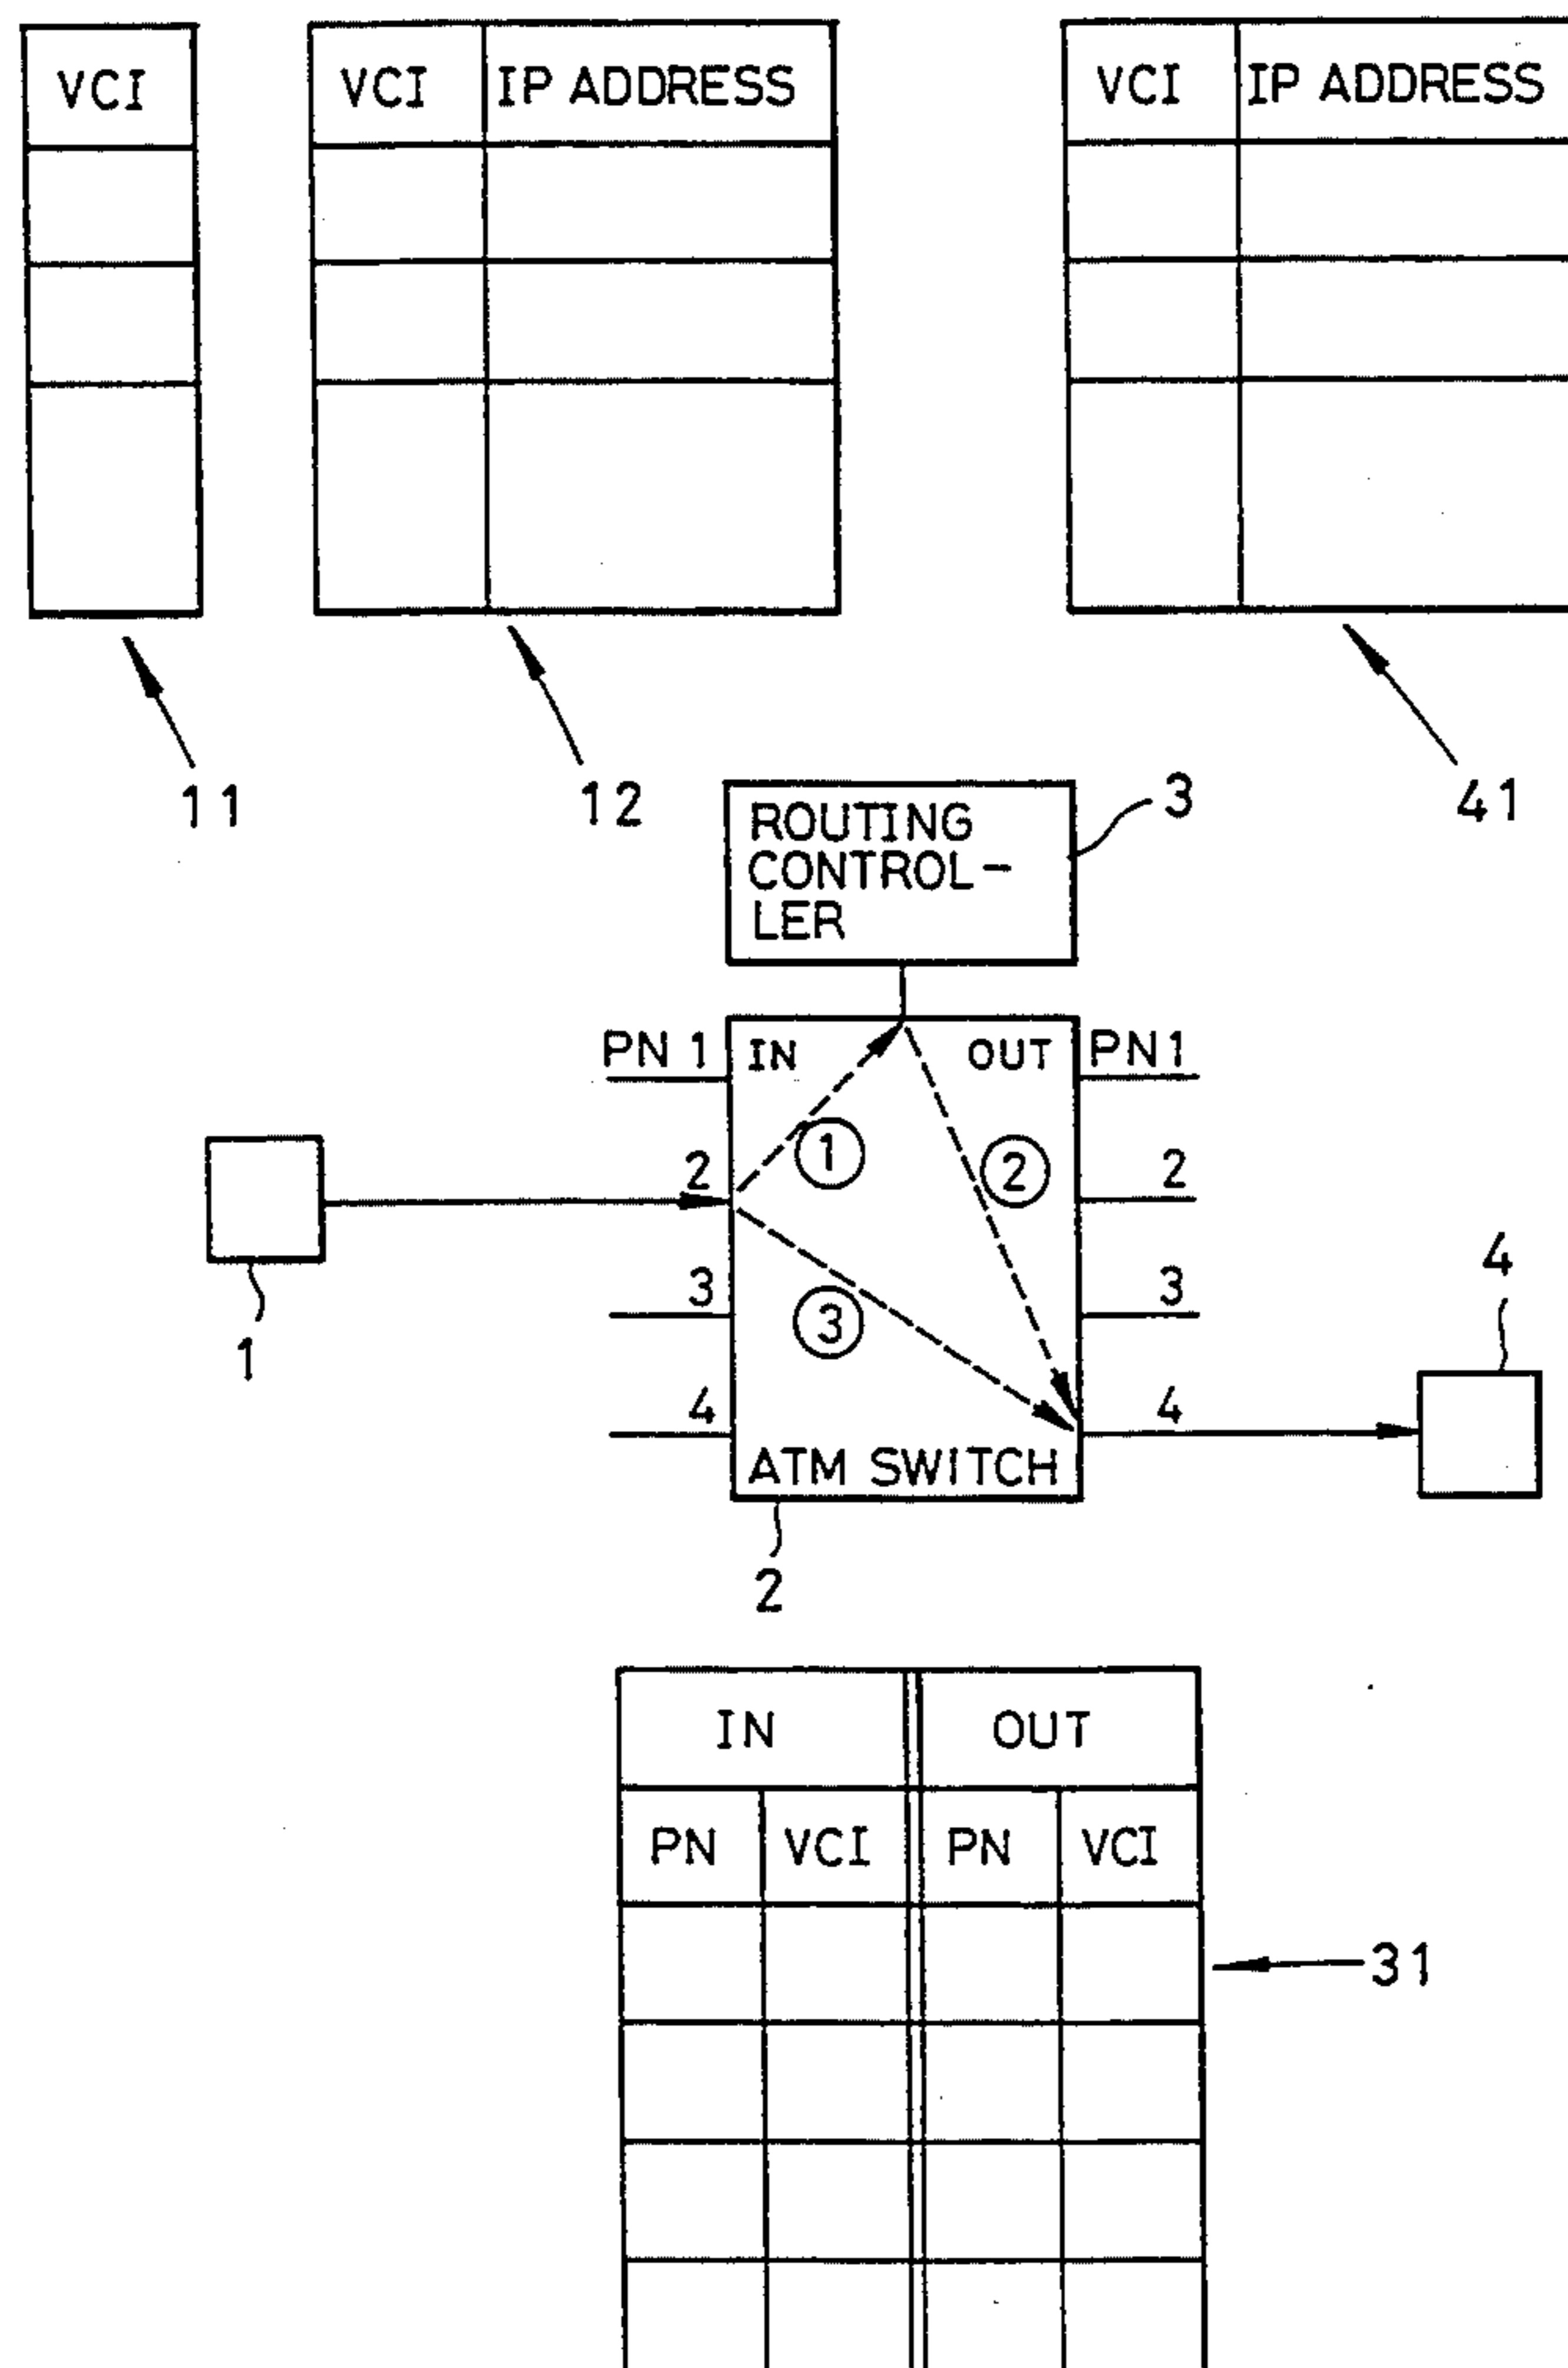 VCI
VCI IP ADDRESS
VCI IP ADDRESS
11
12
41
ROUTING
CONTROL-
LER
3
PN 1 IN OUT PN1
1
2
2
2
3
3
3
4
4
4
ATM SWITCH
1
2
IN OUT
PN VCI PN VCI
31